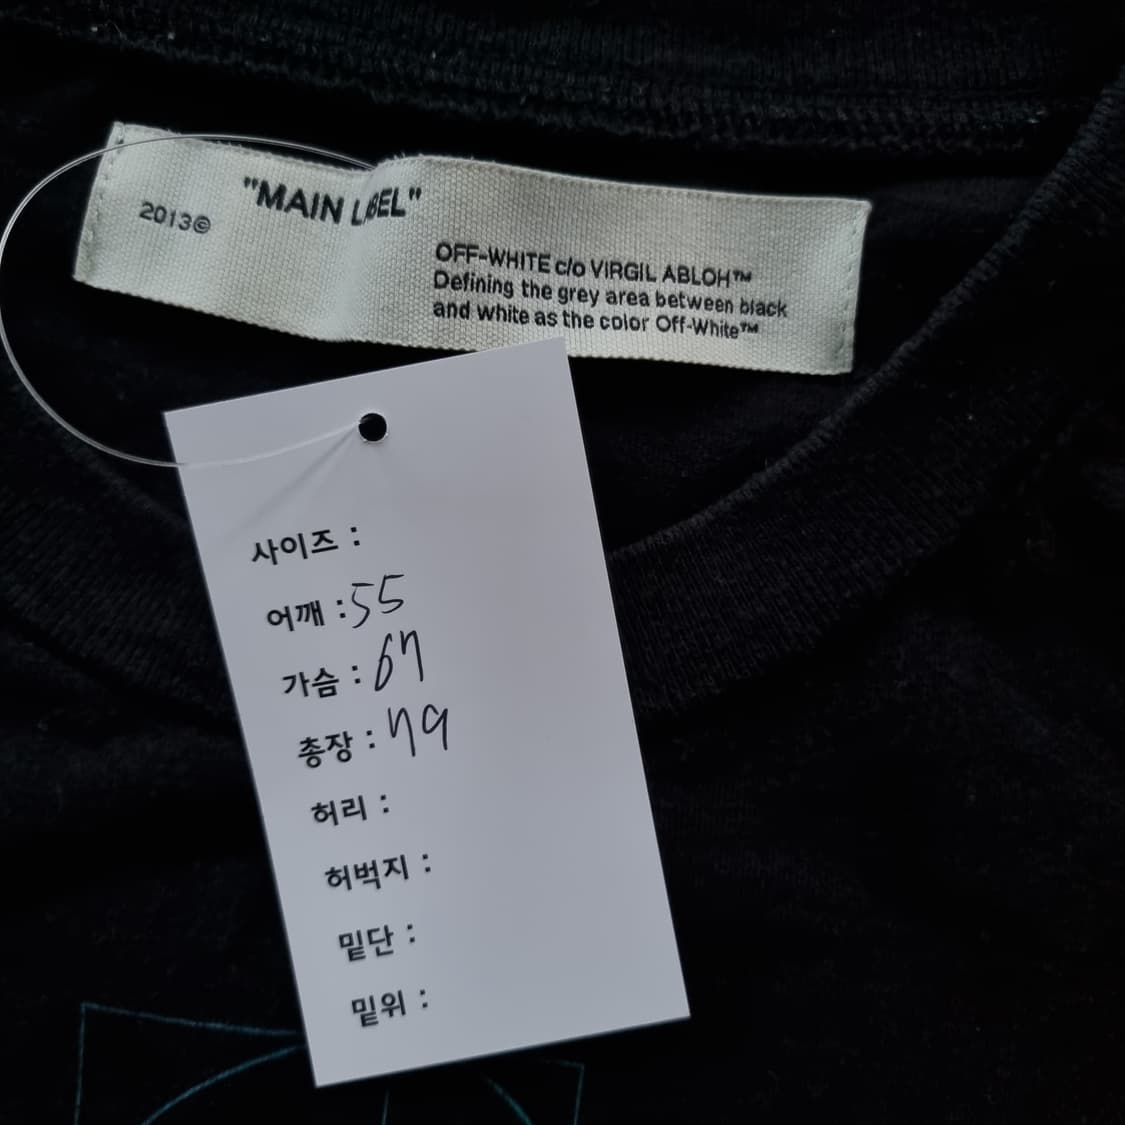 "MAIN LABEL"
2013©
OFF-WHITE c/o VIRGIL ABLOH™
Defining the grey area between black
and white as the color Off-White™
사이즈 :
어깨 : 55
가슴 : 67
총장 : 79
허리 :
허벅지 :
밑단 :
밑위 :